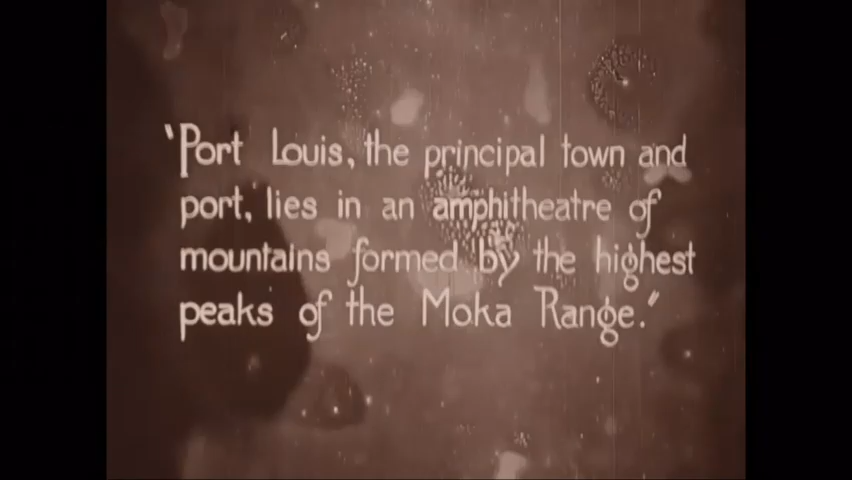 "Port Louis, the principal town and
port, lies in an amphitheatre of
mountains formed by the highest
peaks of the Moka Range."